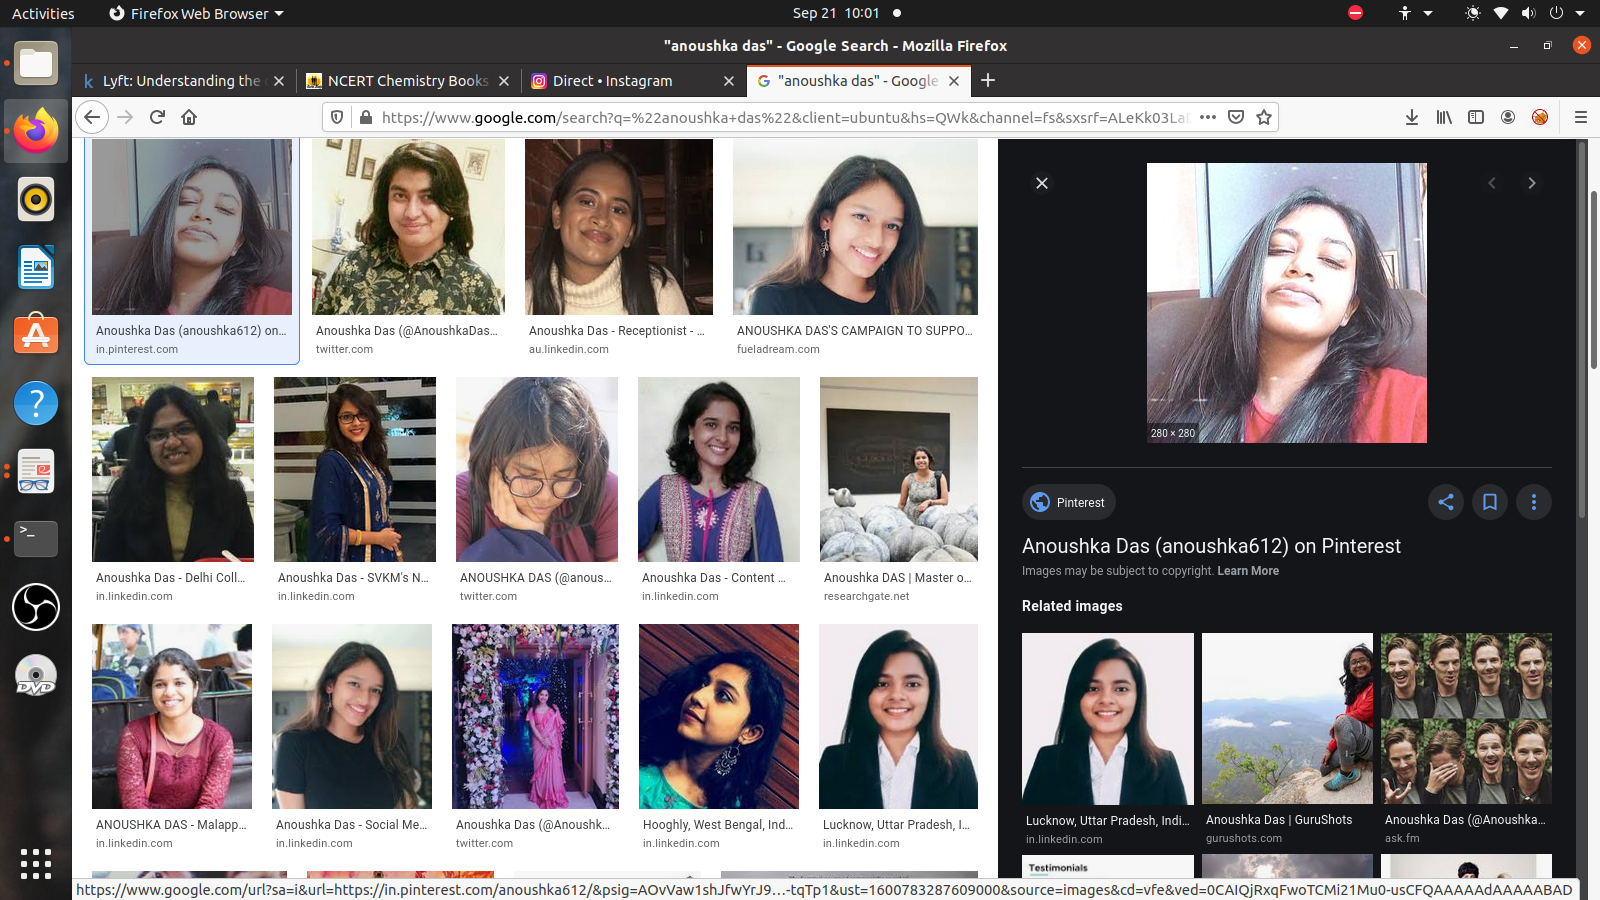 Activities
Firefox Web Browser
Sep 21 10:01
"anoushka das" - Google Search - Mozilla Firefox
Lyft: Understanding the
NCERT Chemistry Books
Direct • Instagram
"anoushka das" - Google
https://www.google.com/search?q=%22anoushka+das%22&client=ubuntu&hs=QWk&channel=fs&sxsrf=ALeKk03La
Anoushka Das (anoushka612) on...
in.pinterest.com
Anoushka Das (@AnoushkaDas...
twitter.com
Anoushka Das - Receptionist - ...
au.linkedin.com
ANOUSHKA DAS'S CAMPAIGN TO SUPPO...
fueladream.com
Anoushka Das - Delhi Coll...
in.linkedin.com
Anoushka Das - SVKM's N...
in.linkedin.com
ANOUSHKA DAS (@anous...
twitter.com
Anoushka Das - Content ...
in.linkedin.com
Anoushka DAS | Master o...
researchgate.net
ANOUSHKA DAS - Malapp...
in.linkedin.com
Anoushka Das - Social Me...
in.linkedin.com
Anoushka Das (@Anoushk...
twitter.com
Hooghly, West Bengal, Ind...
in.linkedin.com
Lucknow, Uttar Pradesh, I...
in.linkedin.com
280 × 280
Pinterest
Anoushka Das (anoushka612) on Pinterest
Images may be subject to copyright. Learn More
Related images
Lucknow, Uttar Pradesh, Indi...
in.linkedin.com
Anoushka Das | GuruShots
gurushots.com
Anoushka Das (@Anoushka...
ask.fm
Testimonials
https://www.google.com/url?sa=i&url=https://in.pinterest.com/anoushka612/&psig=AOvVaw1shJfwYrJ9…-tqTp1&ust=1600783287609000&source=images&cd=vfe&ved=0CAIQjRxqFwoTCMi21Mu0-usCFQAAAAAdAAAAABAD
>_
DVD